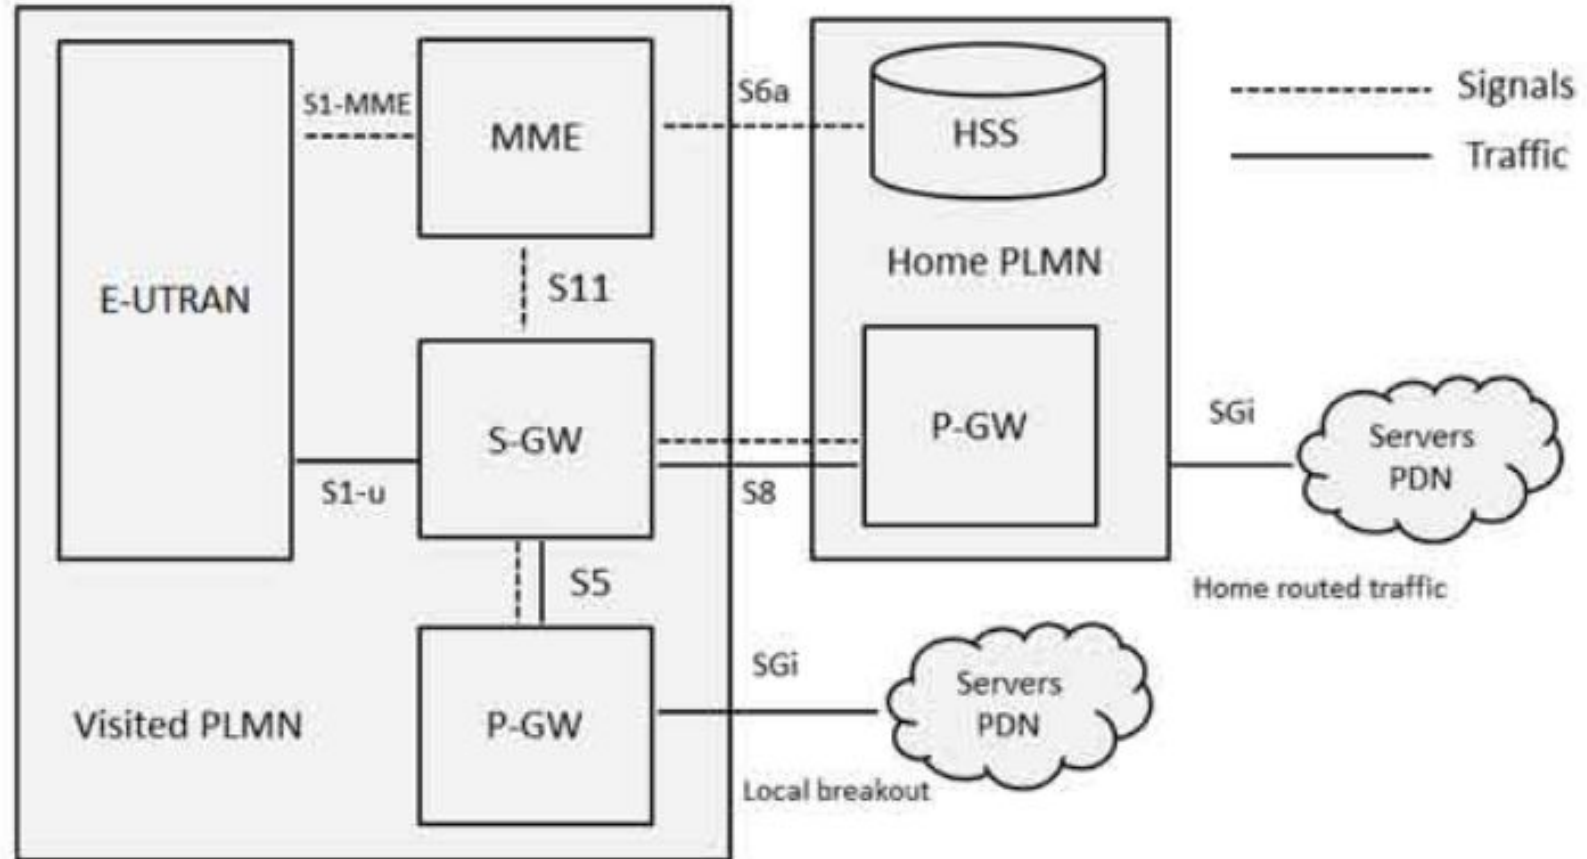 S1-MME
MME
S6a
HSS
Signals
Traffic
E-UTRAN
S11
Home PLMN
S-GW
P-GW
SGi
Servers
PDN
S1-u
S8
Home routed traffic
S5
Visited PLMN
P-GW
SGi
Servers
PDN
Local breakout